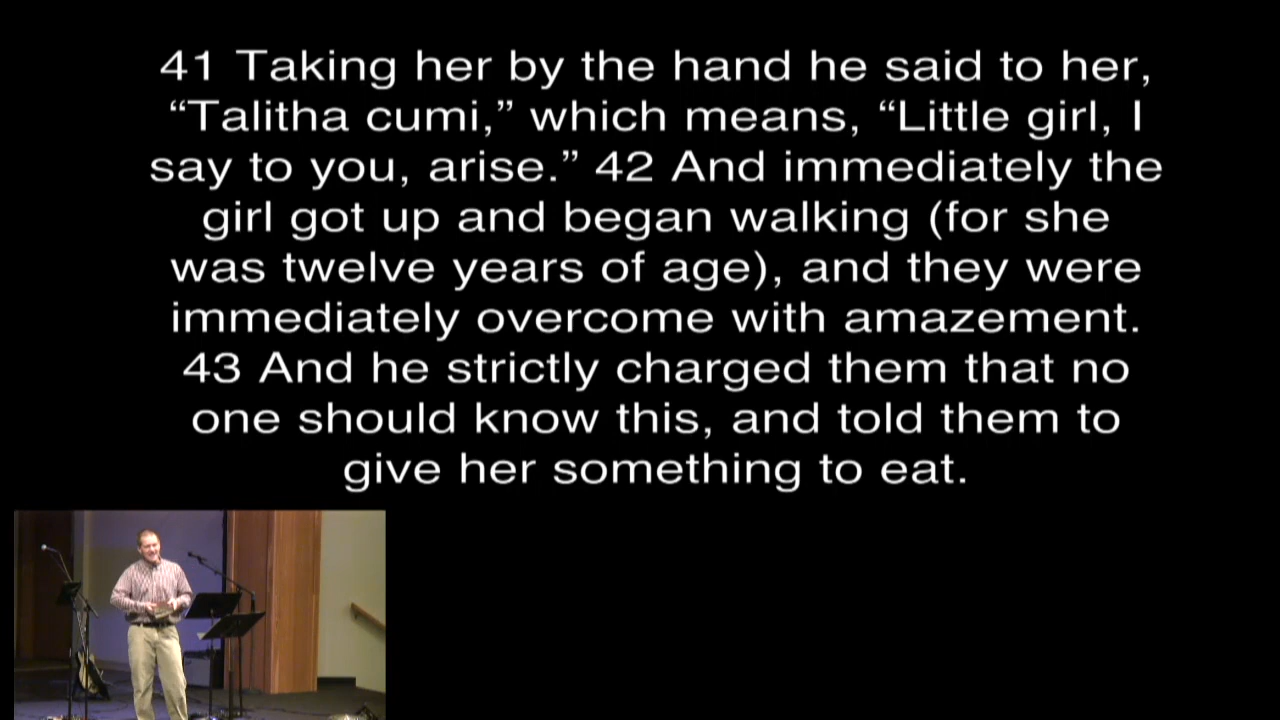 41 Taking her by the hand he said to her,
“Talitha cumi,” which means, “Little girl, I
say to you, arise.” 42 And immediately the
girl got up and began walking (for she
was twelve years of age), and they were
immediately overcome with amazement.
43 And he strictly charged them that no
one should know this, and told them to
give her something to eat.